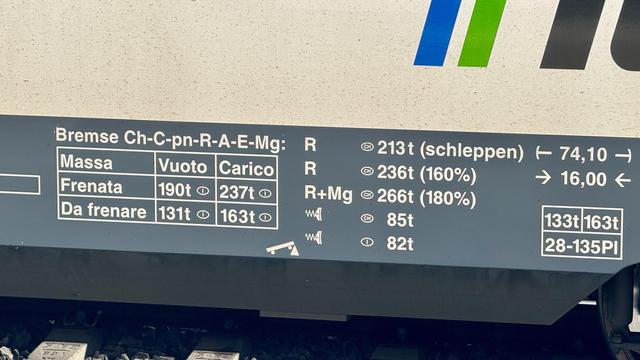 Bremse Ch-C-pn-R-A-E-Mg:
Massa Vuoto Carico
Frenata 190t 237t
Da frenare 131t 163t
R 213t (schleppen)
R 236t (160%)
R+Mg 266t (180%)
85t
82t
74,10
16,00
133t 163t
28-135Pl